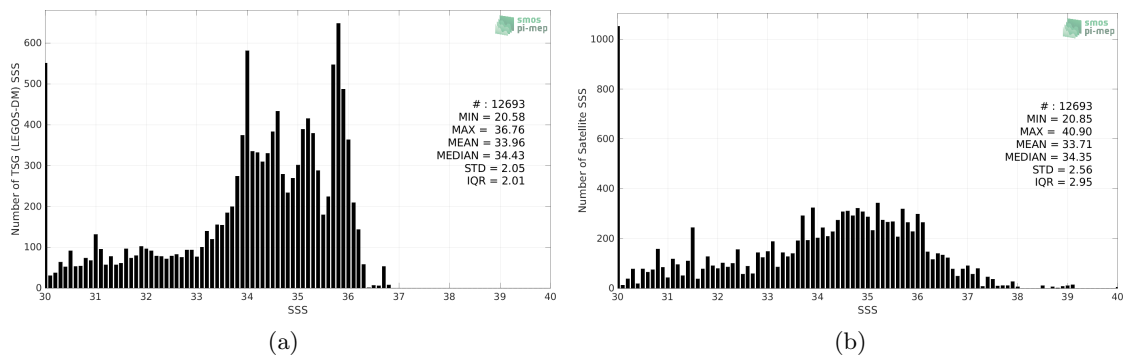 smos
pi-mep
Number of TSG (LEGOS-DM) SSS
600
500
400
300
200
100
0
# : 12693
MIN = 20.58
MAX = 36.76
MEAN = 33.96
MEDIAN = 34.43
STD = 2.05
IQR = 2.01
30 31 32 33 34 35 36 37 38 39 40
SSS
(a)
smos
pi-mep
Number of Satellite SSS
1000
800
600
400
200
0
# : 12693
MIN = 20.85
MAX = 40.90
MEAN = 33.71
MEDIAN = 34.35
STD = 2.56
IQR = 2.95
30 31 32 33 34 35 36 37 38 39 40
SSS
(b)